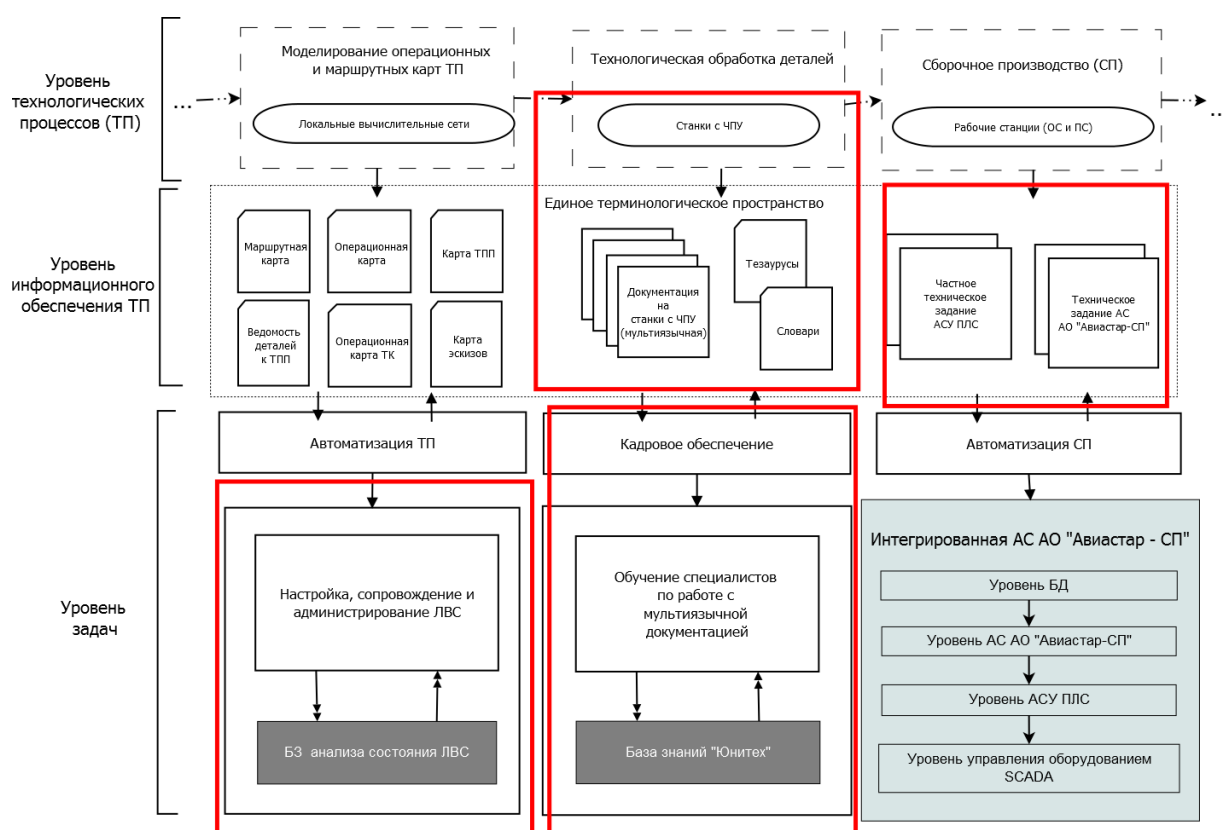 Уровень
технологических
процессов (ТП)
...
Моделирование операционных
и маршрутных карт ТП
Локальные вычислительные сети
Технологическая обработка деталей
Станки с ЧПУ
Сборочное производство (СП)
Рабочие станции (ОС и ПС)
..
Уровень
информационного
обеспечения ТП
Маршрутная
карта
Операционная
карта
Карта ТПП
Ведомость
деталей
к ТПП
Операционная
карта ТК
Карта
эскизов
Единое терминологическое пространство
Документация
на
станки с ЧПУ
(мультиязычная)
Тезаурусы
Словари
Частное
техническое
задание
АСУ ПЛС
Техническое
задание АС
АО "Авиастар-СП"
Уровень
задач
Автоматизация ТП
Кадровое обеспечение
Автоматизация СП
Настройка, сопровождение и
администрирование ЛВС
БЗ анализа состояния ЛВС
Обучение специалистов
по работе с
мультиязычной
документацией
База знаний "Юнитех"
Интегрированная АС АО "Авиастар - СП"
Уровень БД
Уровень АС АО "Авиастар-СП"
Уровень АСУ ПЛС
Уровень управления оборудованием
SCADA